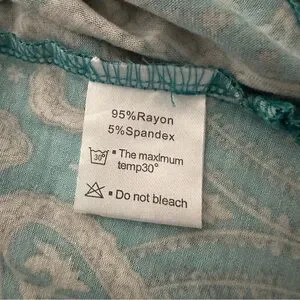 95%Rayon
5%Spandex
30° ▪ The maximum
temp30°
▪ Do not bleach